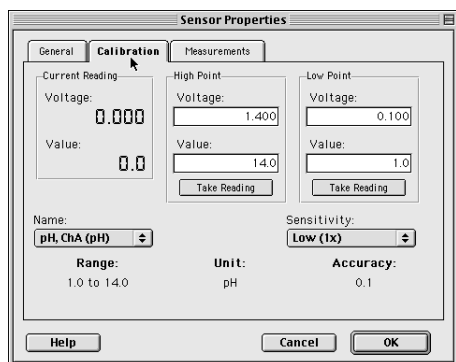 Sensor Properties
General
Calibration
Measurements
Current Reading
Voltage:
0.000
Value:
0.0
High Point
Voltage:
1.400
Value:
14.0
Take Reading
Low Point
Voltage:
0.100
Value:
1.0
Take Reading
Name:
pH, ChA (pH)
Sensitivity:
Low (1x)
Range:
1.0 to 14.0
Unit:
pH
Accuracy:
0.1
Help
Cancel
OK